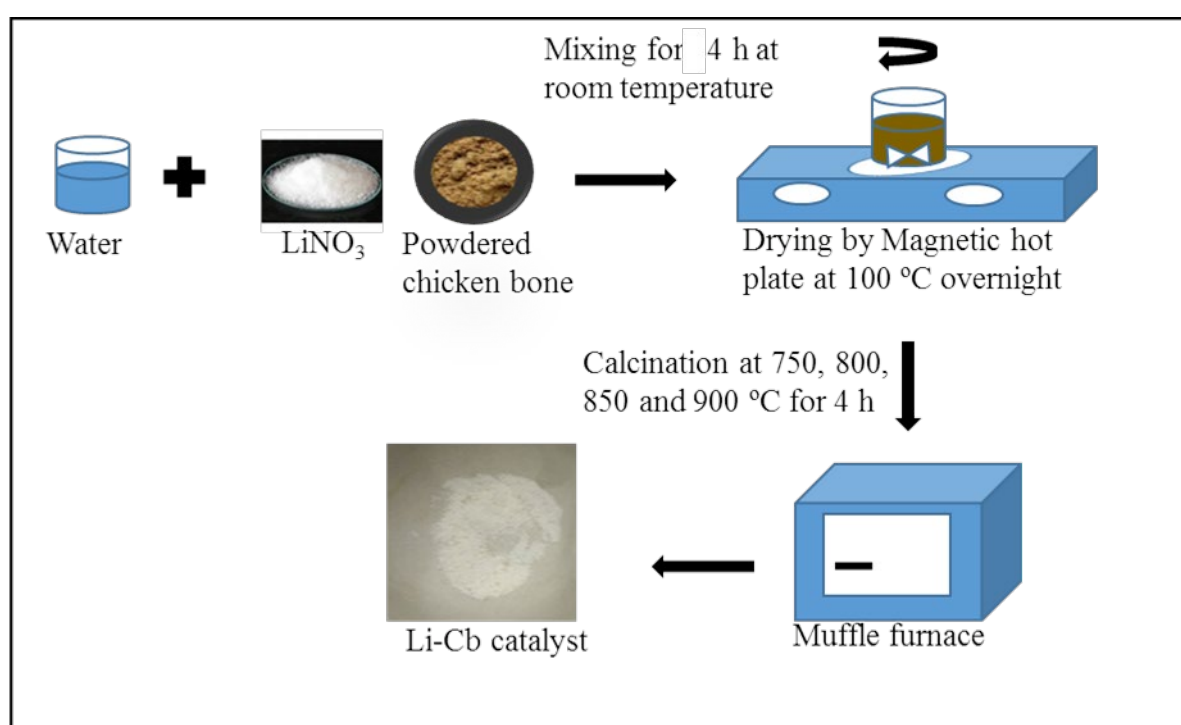 Mixing for 4 h at
room temperature
Water
LiNO₃
Powdered
chicken bone
Drying by Magnetic hot
plate at 100 ºC overnight
Calcination at 750, 800,
850 and 900 ºC for 4 h
Li-Cb catalyst
Muffle furnace